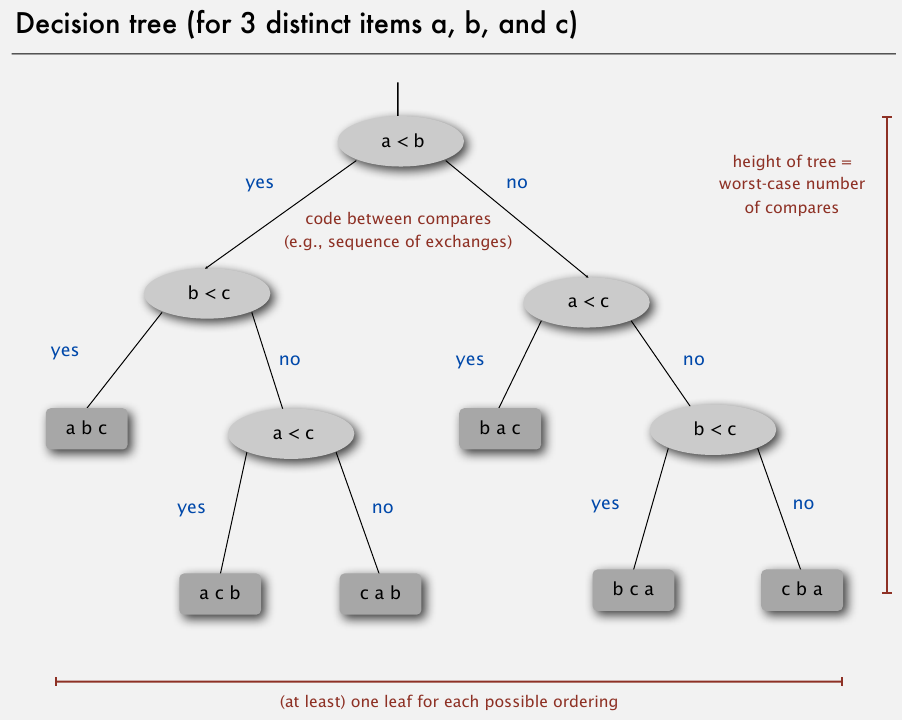 Decision tree (for 3 distinct items a, b, and c)
a < b
height of tree =
worst-case number
of compares
yes
no
code between compares
(e.g., sequence of exchanges)
b < c
a < c
yes
no
yes
no
a b c
a < c
b a c
b < c
yes
no
yes
no
a c b
c a b
b c a
c b a
(at least) one leaf for each possible ordering